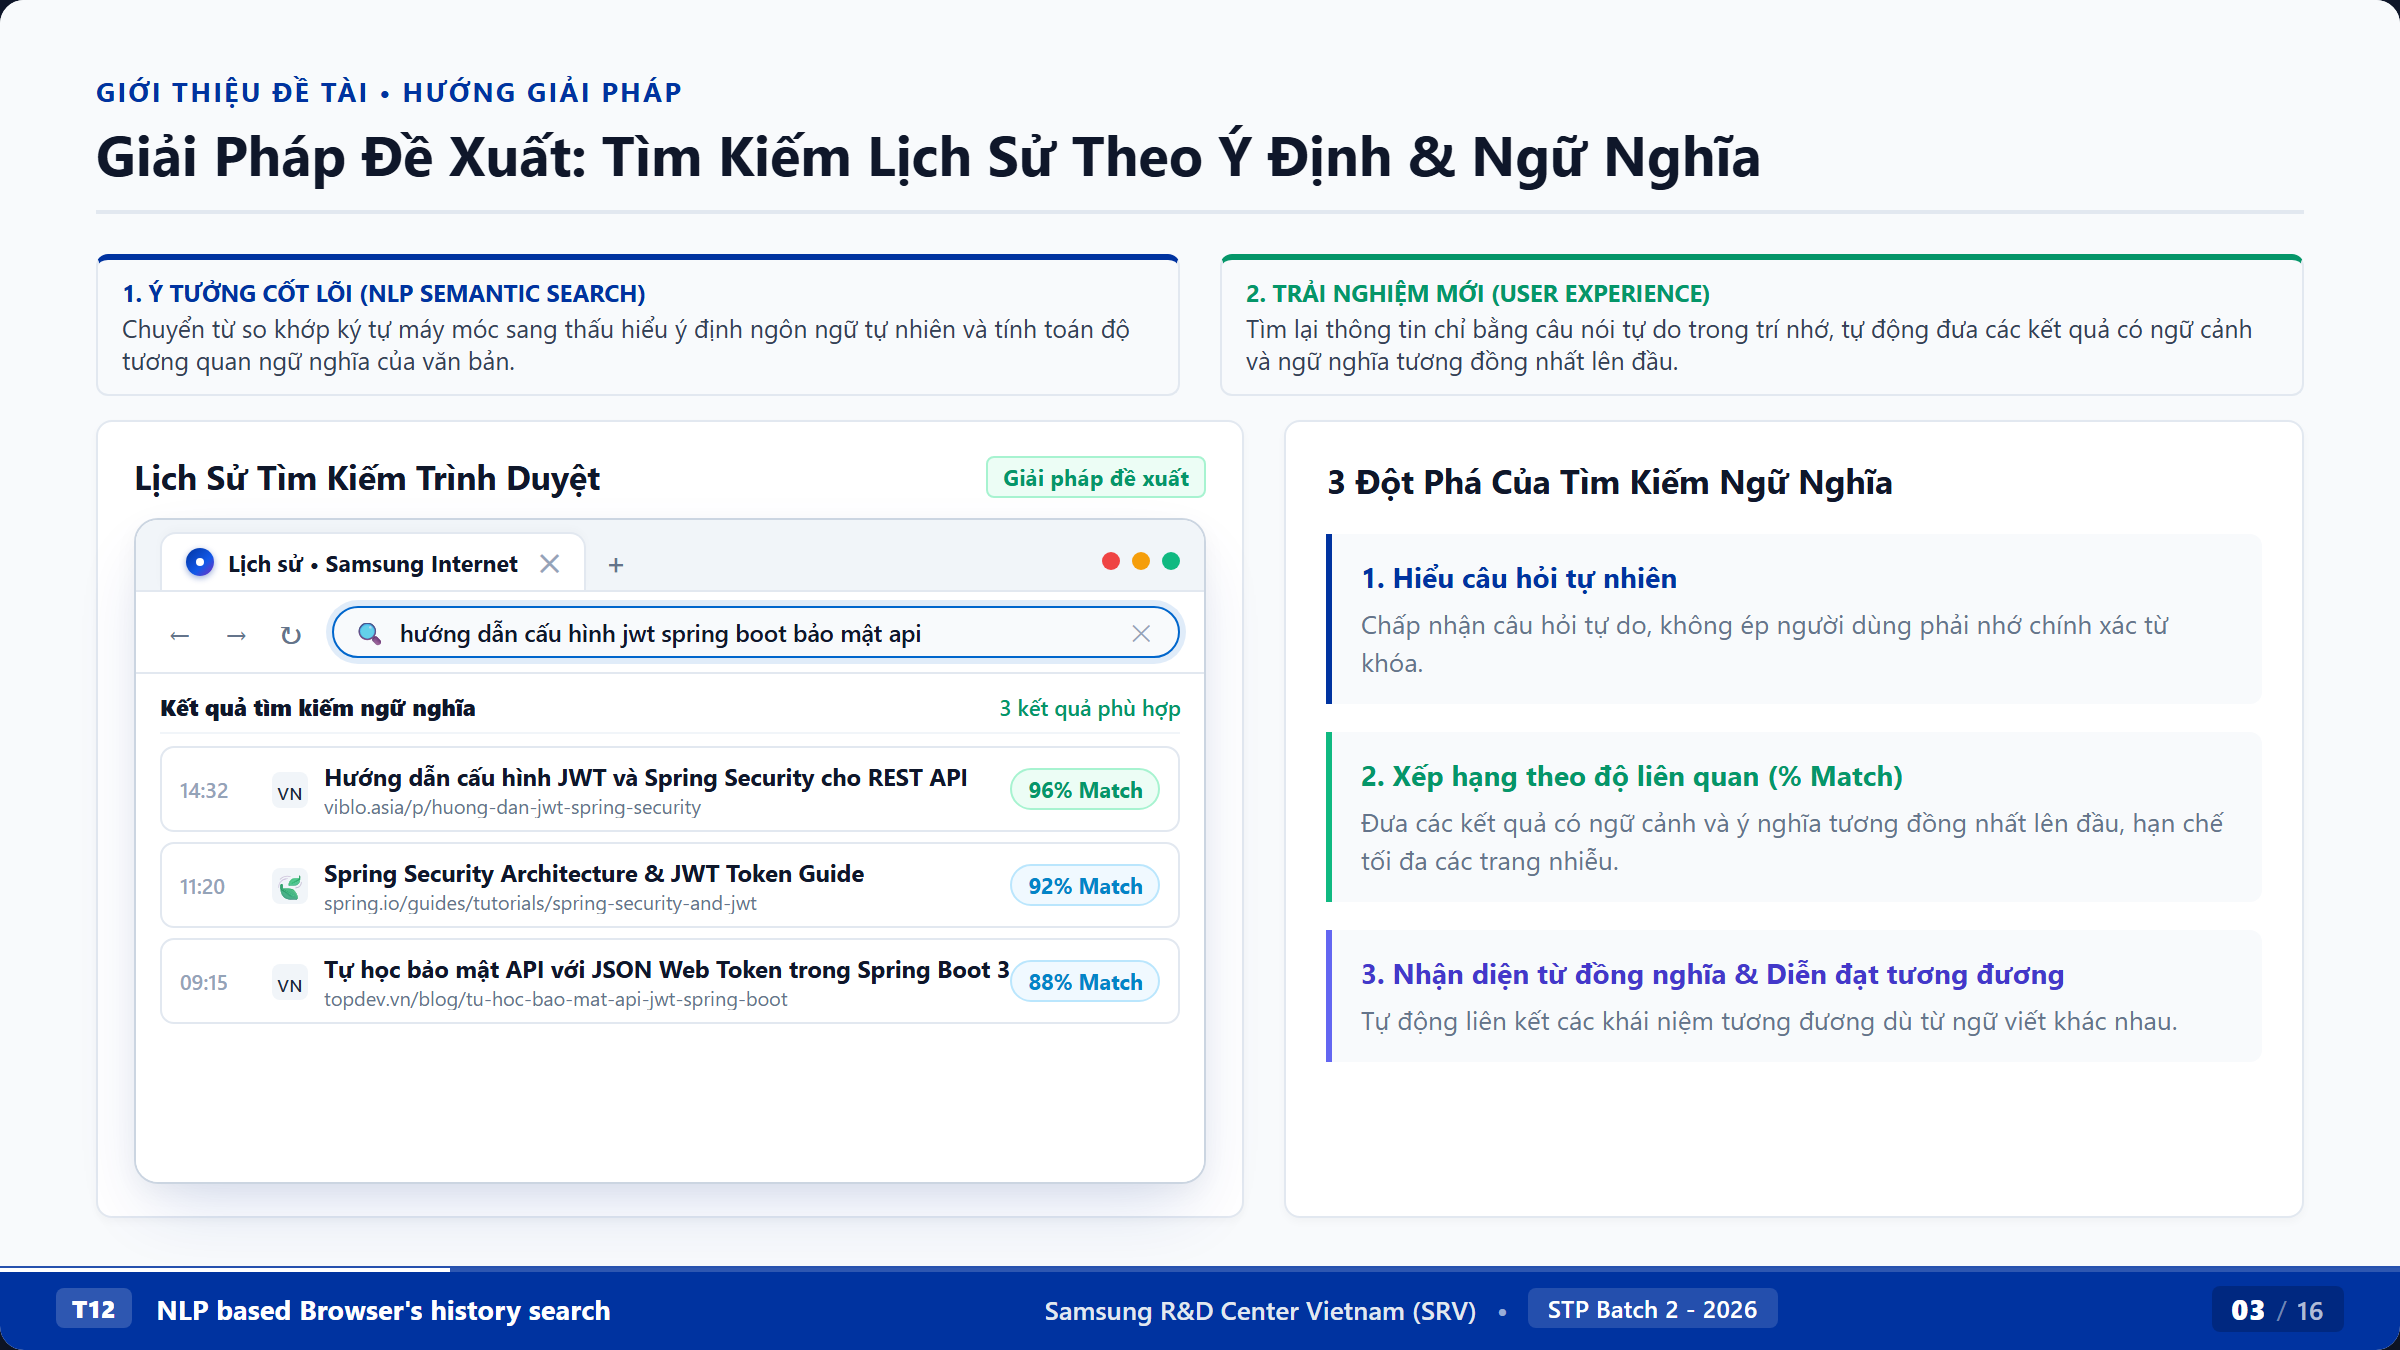 GIỚI THIỆU ĐỀ TÀI • HƯỚNG GIẢI PHÁP
Giải Pháp Đề Xuất: Tìm Kiếm Lịch Sử Theo Ý Định & Ngữ Nghĩa
1. Ý TƯỞNG CỐT LÕI (NLP SEMANTIC SEARCH)
Chuyển từ so khớp ký tự máy móc sang thấu hiểu ý định ngôn ngữ tự nhiên và tính toán độ
tương quan ngữ nghĩa của văn bản.
2. TRẢI NGHIỆM MỚI (USER EXPERIENCE)
Tìm lại thông tin chỉ bằng câu nói tự do trong trí nhớ, tự động đưa các kết quả có ngữ cảnh
và ngữ nghĩa tương đồng nhất lên đầu.
Lịch Sử Tìm Kiếm Trình Duyệt
Giải pháp đề xuất
Lịch sử • Samsung Internet
hướng dẫn cấu hình jwt spring boot bảo mật api
Kết quả tìm kiếm ngữ nghĩa
3 kết quả phù hợp
14:32
VN
Hướng dẫn cấu hình JWT và Spring Security cho REST API
viblo.asia/p/huong-dan-jwt-spring-security
96% Match
11:20
Spring Security Architecture & JWT Token Guide
spring.io/guides/tutorials/spring-security-and-jwt
92% Match
09:15
VN
Tự học bảo mật API với JSON Web Token trong Spring Boot 3
topdev.vn/blog/tu-hoc-bao-mat-api-jwt-spring-boot
88% Match
3 Đột Phá Của Tìm Kiếm Ngữ Nghĩa
1. Hiểu câu hỏi tự nhiên
Chấp nhận câu hỏi tự do, không ép người dùng phải nhớ chính xác từ
khóa.
2. Xếp hạng theo độ liên quan (% Match)
Đưa các kết quả có ngữ cảnh và ý nghĩa tương đồng nhất lên đầu, hạn chế
tối đa các trang nhiễu.
3. Nhận diện từ đồng nghĩa & Diễn đạt tương đương
Tự động liên kết các khái niệm tương đương dù từ ngữ viết khác nhau.
T12
NLP based Browser's history search
Samsung R&D Center Vietnam (SRV) •
STP Batch 2 - 2026
03 / 16